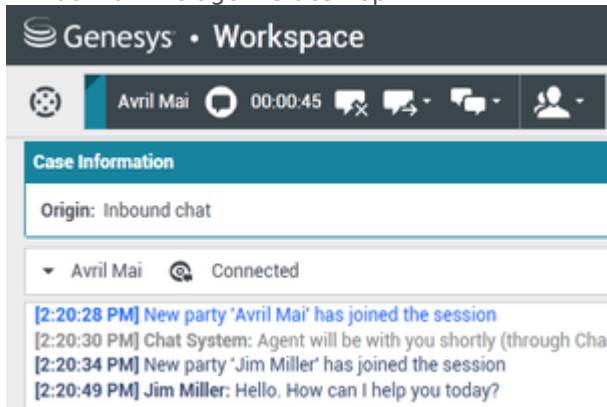 Genesys • Workspace
Avril Mai 00:00:45
Case Information
Origin: Inbound chat
Avril Mai Connected
[2:20:28 PM] New party 'Avril Mai' has joined the session
[2:20:30 PM] Chat System: Agent will be with you shortly (through Cha
[2:20:34 PM] New party 'Jim Miller' has joined the session
[2:20:49 PM] Jim Miller: Hello. How can I help you today?